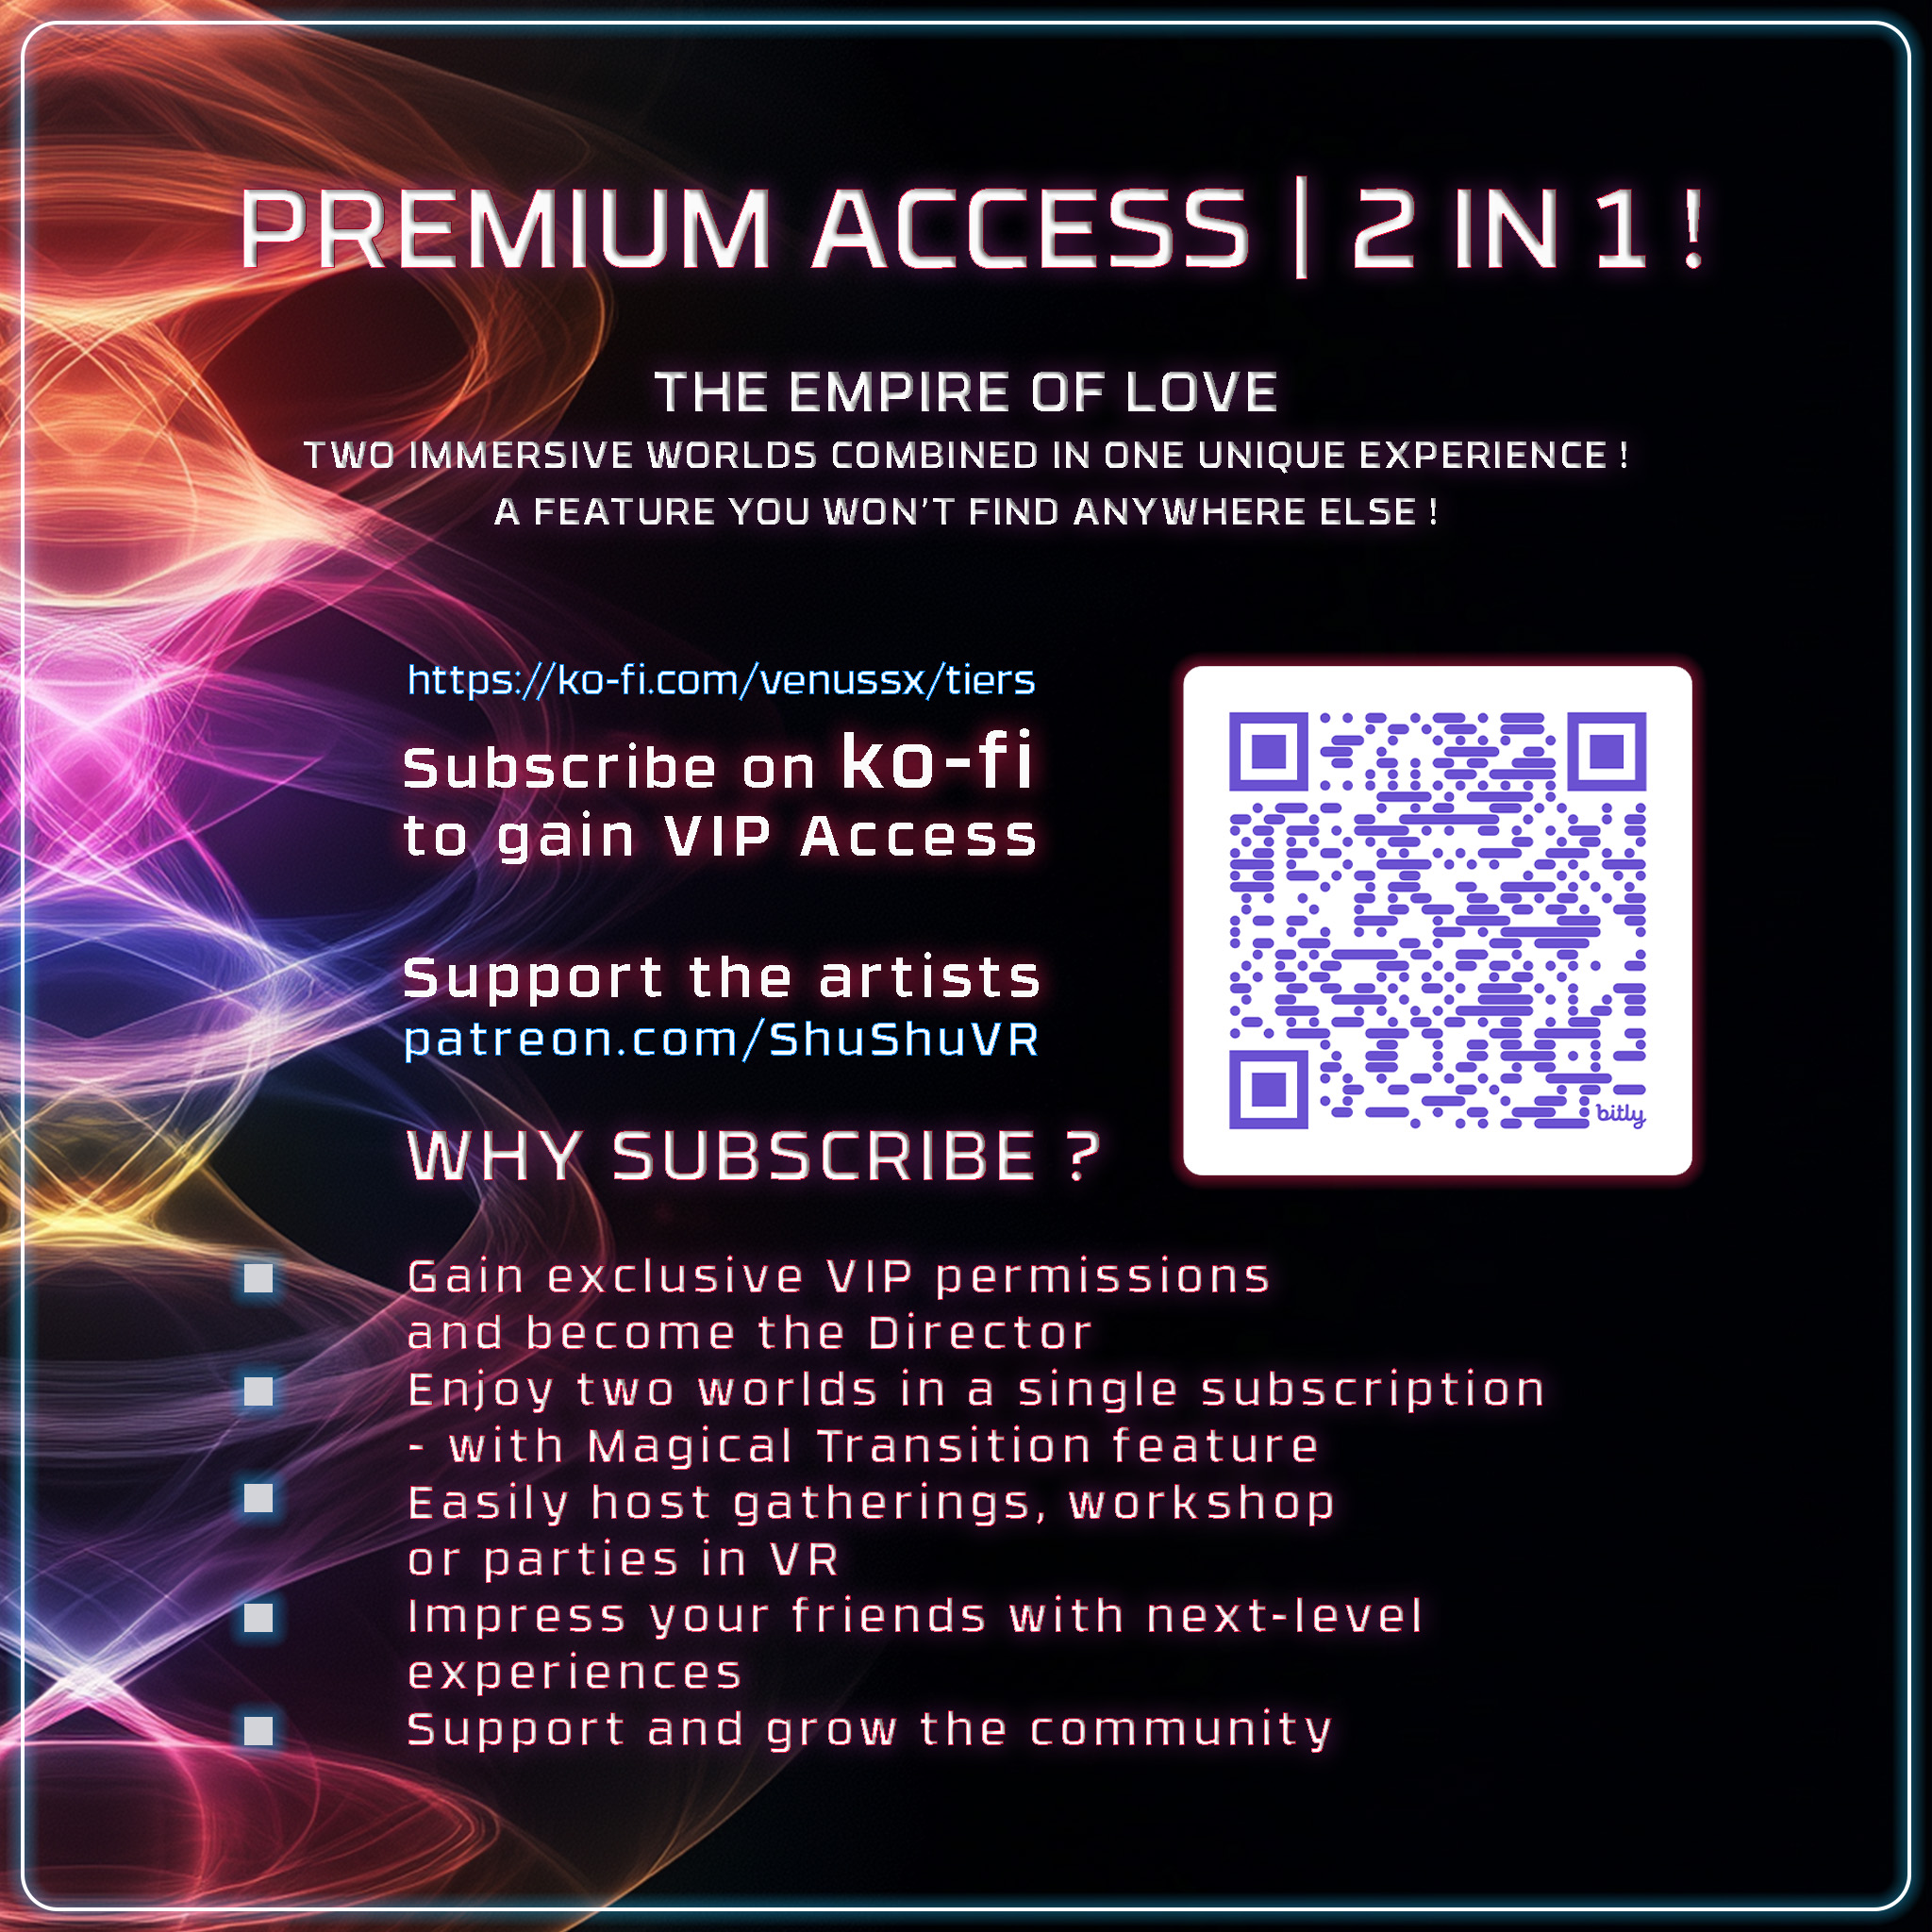 PREMIUM ACCESS | 2 IN 1 !
THE EMPIRE OF LOVE
TWO IMMERSIVE WORLDS COMBINED IN ONE UNIQUE EXPERIENCE !
A FEATURE YOU WON'T FIND ANYWHERE ELSE !
https://ko-fi.com/venussx/tiers
Subscribe on ko-fi
to gain VIP Access
Support the artists
patreon.com/ShuShuVR
bitly
WHY SUBSCRIBE ?
Gain exclusive VIP permissions
and become the Director
Enjoy two worlds in a single subscription
- with Magical Transition feature
Easily host gatherings, workshop
or parties in VR
Impress your friends with next-level
experiences
Support and grow the community